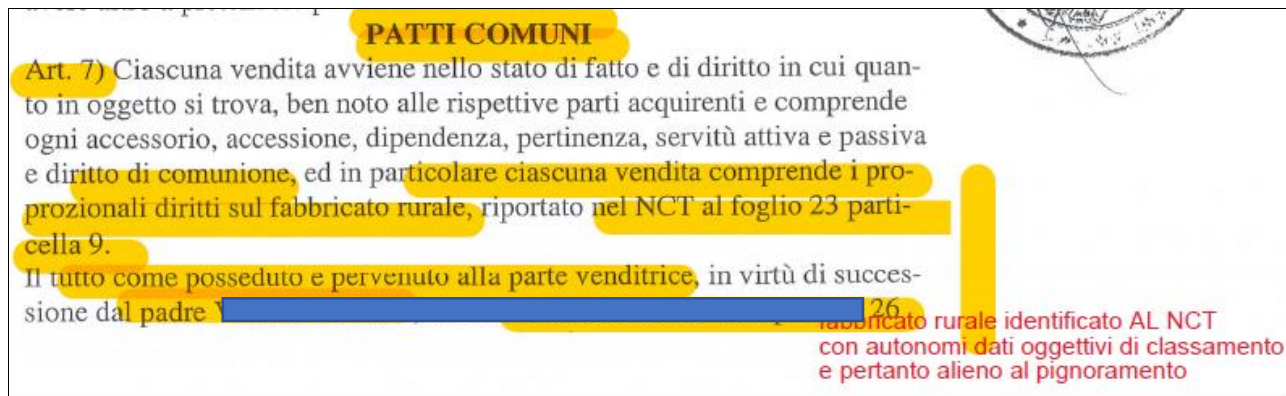 PATTI COMUNI
Art. 7) Ciascuna vendita avviene nello stato di fatto e di diritto in cui quan-
to in oggetto si trova, ben noto alle rispettive parti acquirenti e comprende
ogni accessorio, accessione, dipendenza, pertinenza, servitù attiva e passiva
e diritto di comunione, ed in particolare ciascuna vendita comprende i pro-
prozionali diritti sul fabbricato rurale, riportato nel NCT al foglio 23 parti-
cella 9.
Il tutto come posseduto e pervenuto alla parte venditrice, in virtù di succes-
sione dal padre 26
fabbricato rurale identificato AL NCT
con autonomi dati oggettivi di classamento
e pertanto alieno al pignoramento